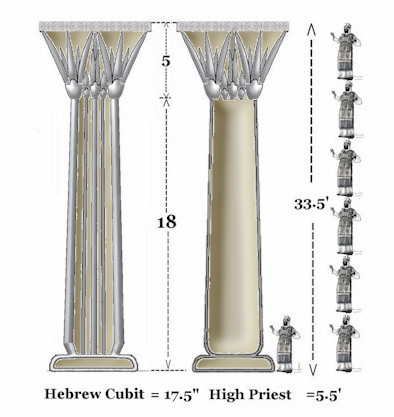 5
18
33.5'
Hebrew Cubit = 17.5" High Priest =5.5'